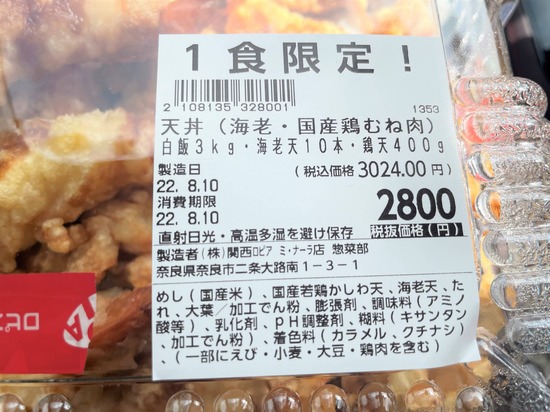 1食限定!
2 108135 328001
1353
天丼(海老・国産鶏むね肉)
白飯3kg・海老天10本・鶏天400g
製造日
(税込価格 3024.00円)
22.8.10
消費期限
2800
22.8.10
税抜価格(円)
直射日光・高温多湿を避け保存
製造者(株)関西ロピア ミ・ナーラ店 惣菜部
奈良県奈良市二条大路南1-3-1
めし(国産米)、国産若鶏かしわ天、海老天、た
れ、大葉/加工でん粉、膨張剤、調味料(アミノ
酸等)、乳化剤、pH調整剤、糊料(キサンタン
、加工でん粉)、着色料(カラメル、クチナシ)
、(一部にえび・小麦・大豆・鶏肉を含む)